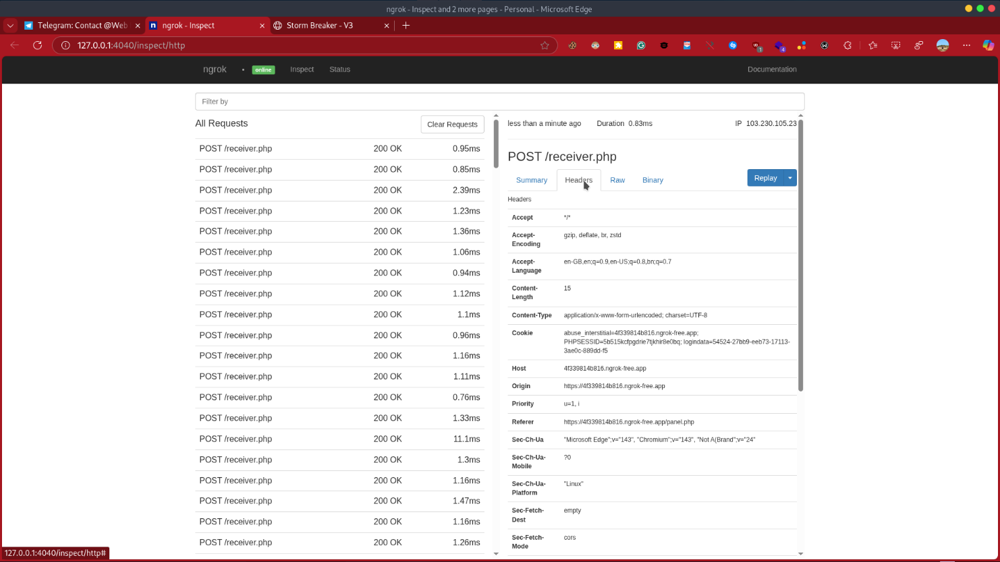 ngrok - Inspect and 2 more pages - Personal - Microsoft Edge
Telegram: Contact @Web
ngrok - Inspect
Storm Breaker - V3
127.0.0.1:4040/inspect/http
1
4
ngrok
online
Inspect
Status
Documentation
Filter by
All Requests
Clear Requests
POST /receiver.php 200 OK 0.95ms
POST /receiver.php 200 OK 0.85ms
POST /receiver.php 200 OK 2.39ms
POST /receiver.php 200 OK 1.23ms
POST /receiver.php 200 OK 1.36ms
POST /receiver.php 200 OK 1.06ms
POST /receiver.php 200 OK 0.94ms
POST /receiver.php 200 OK 1.12ms
POST /receiver.php 200 OK 1.1ms
POST /receiver.php 200 OK 0.96ms
POST /receiver.php 200 OK 1.16ms
POST /receiver.php 200 OK 1.11ms
POST /receiver.php 200 OK 0.76ms
POST /receiver.php 200 OK 1.33ms
POST /receiver.php 200 OK 11.1ms
POST /receiver.php 200 OK 1.3ms
POST /receiver.php 200 OK 1.16ms
POST /receiver.php 200 OK 1.47ms
POST /receiver.php 200 OK 1.16ms
POST /receiver.php 200 OK 1.26ms
less than a minute ago Duration 0.83ms IP 103.230.105.23
POST /receiver.php
Summary Headers Raw Binary Replay
Headers
Accept */*
Accept-
Encoding
gzip, deflate, br, zstd
Accept-
Language
en-GB,en;q=0.9,en-US;q=0.8,bn;q=0.7
Content-
Length
15
Content-Type application/x-www-form-urlencoded; charset=UTF-8
Cookie abuse_interstitial=4f339814b816.ngrok-free.app;
PHPSESSID=5b515kcfpgdrie7tjkhir8e0bq; logindata=54524-27bb9-eeb73-17113-
3ae0c-889dd-f5
Host 4f339814b816.ngrok-free.app
Origin https://4f339814b816.ngrok-free.app
Priority u=1, i
Referer https://4f339814b816.ngrok-free.app/panel.php
Sec-Ch-Ua "Microsoft Edge";v="143", "Chromium";v="143", "Not A(Brand";v="24"
Sec-Ch-Ua-
Mobile
?0
Sec-Ch-Ua-
Platform
"Linux"
Sec-Fetch-
Dest
empty
Sec-Fetch-
Mode
cors
127.0.0.1:4040/inspect/http#